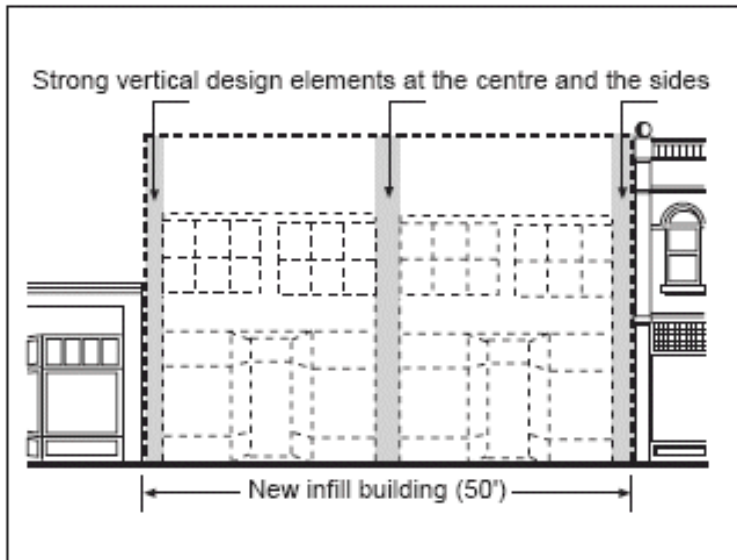 Strong vertical design elements at the centre and the sides
New infill building (50')